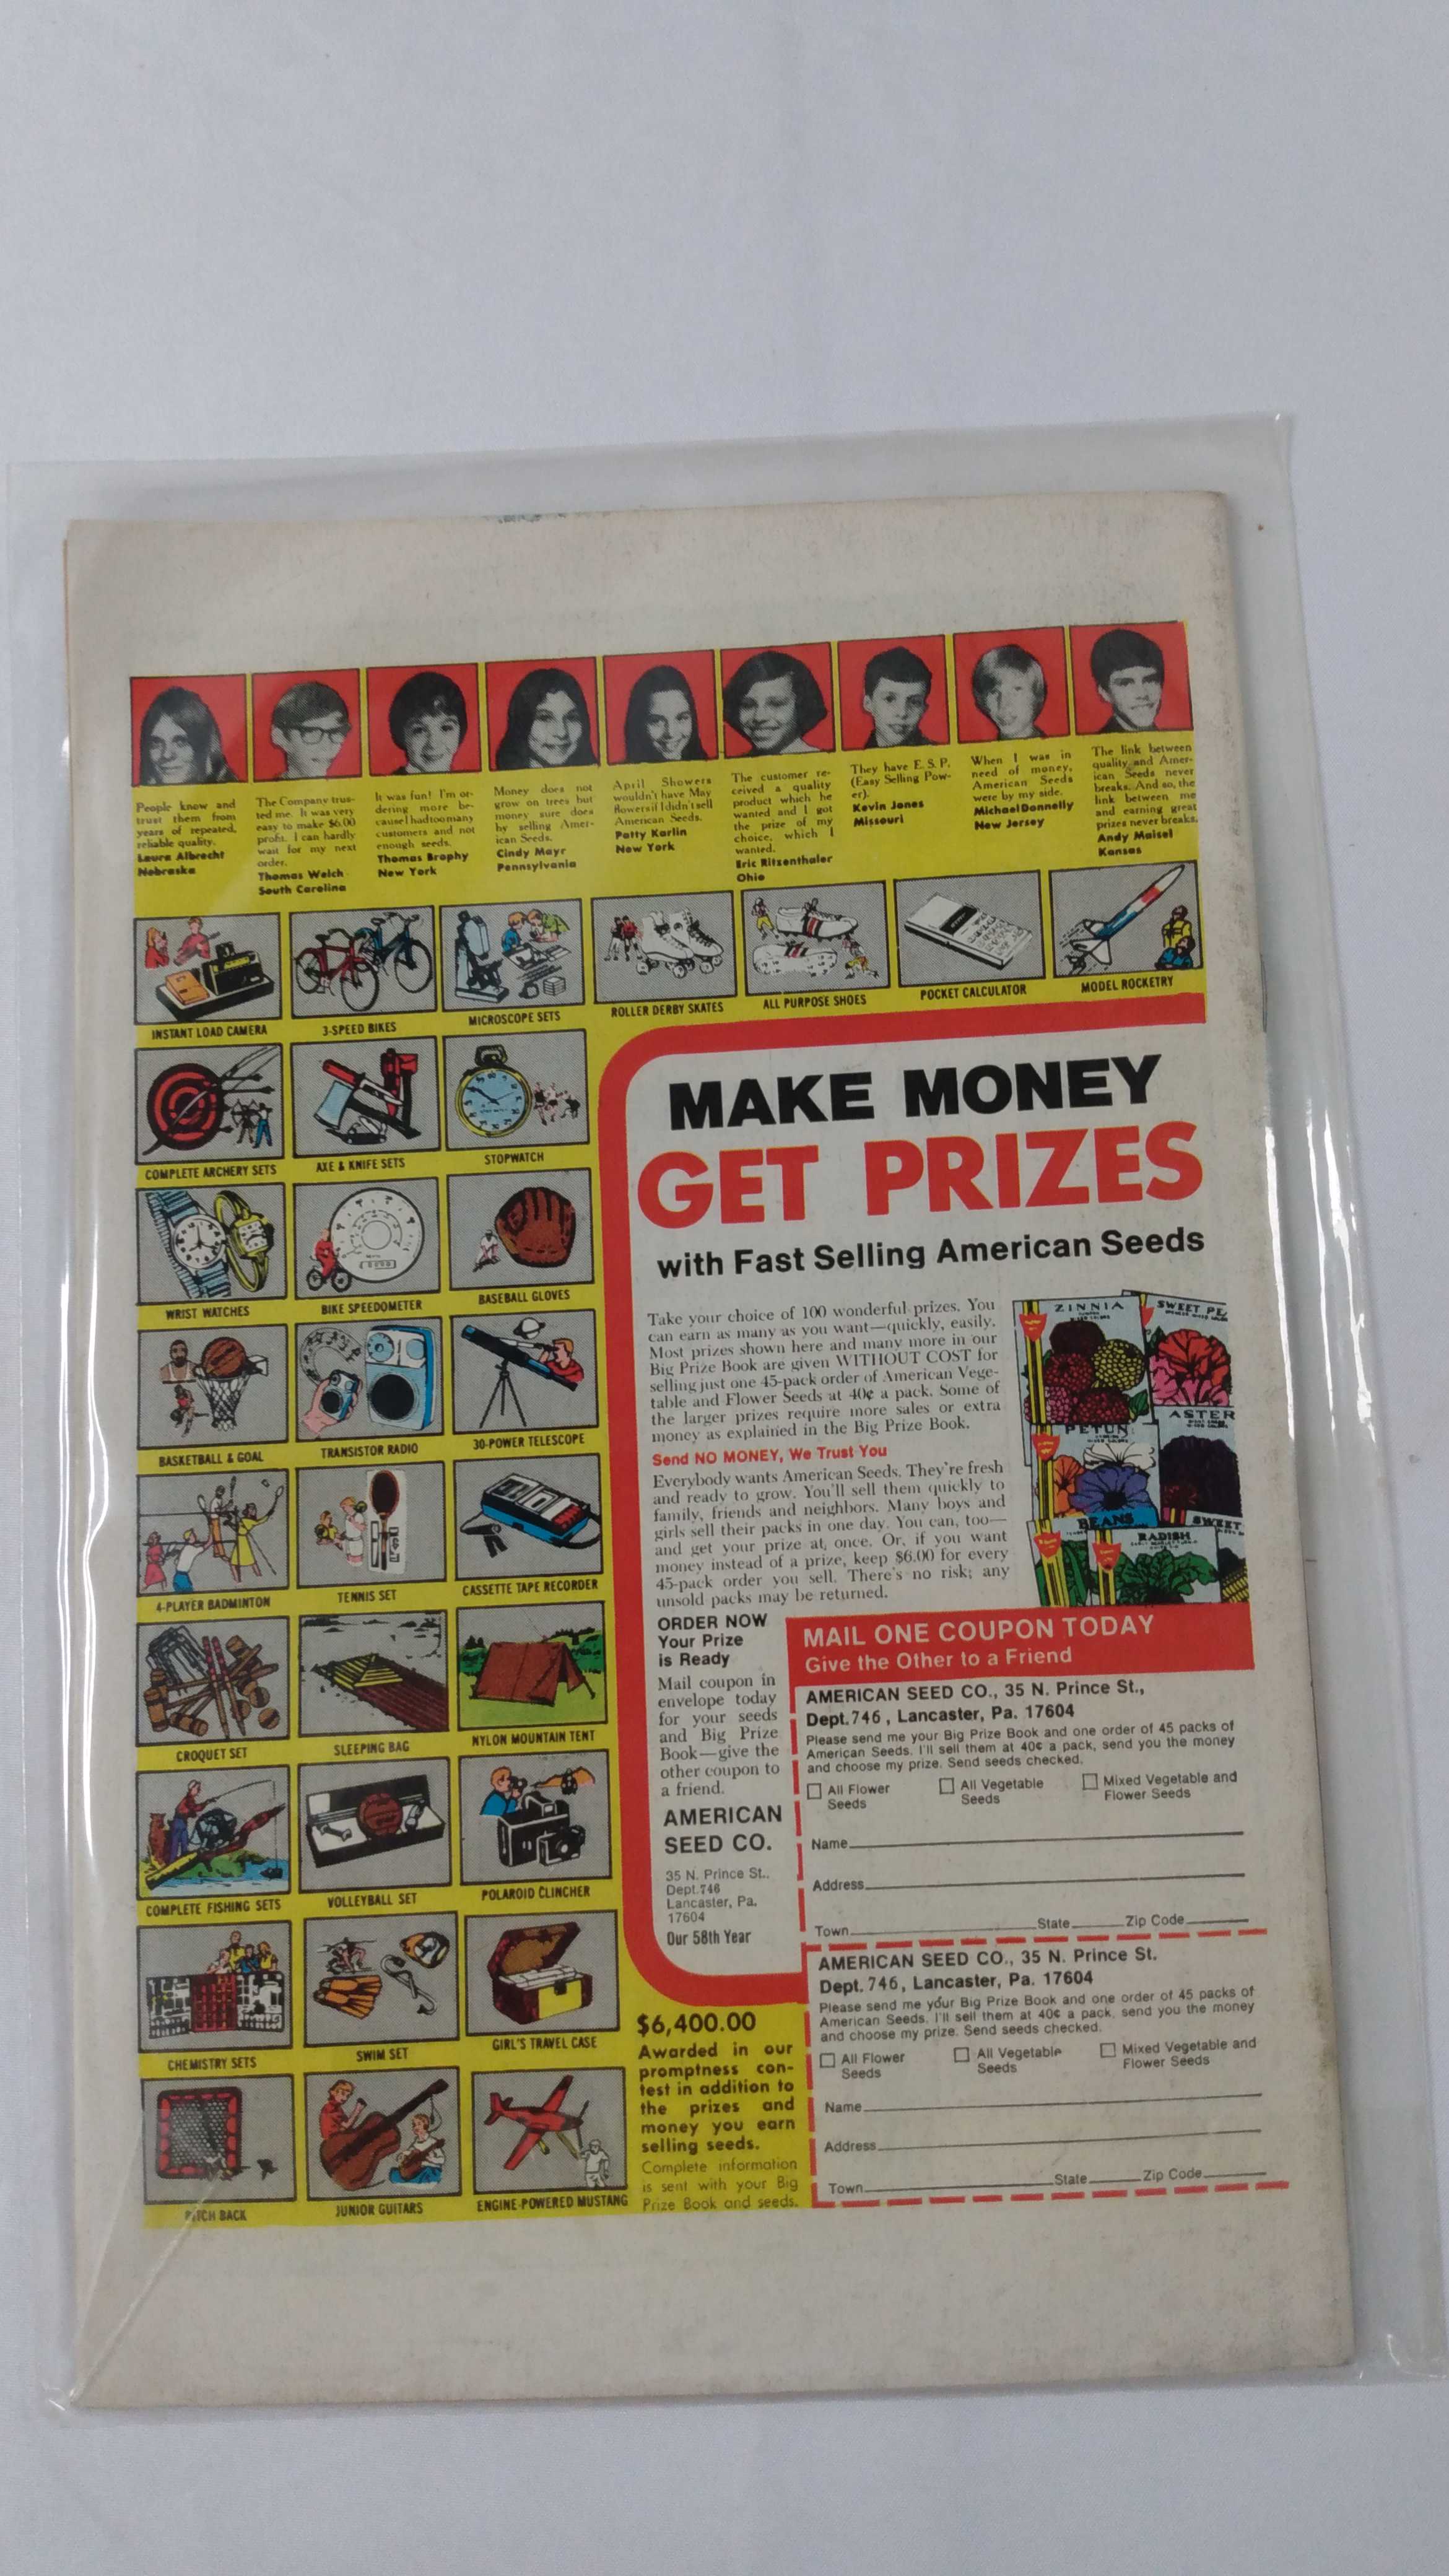 People know and
trust them from
years of repeated,
reliable quality.
Laura Albrecht
Nebraska
The Company trus-
ted me. It was very
easy to make $6.00
profit. I can hardly
wait for my next
order.
Thomas Welch
South Carolina
It was fun! I'm or-
dering more be-
cause I had too many
customers and not
enough seeds.
Thomas Brophy
New York
Money does not
grow on trees but
money sure does
by selling Amer-
ican Seeds.
Cindy Mayr
Pennsylvania
April Showers
wouldn't have May
flowers if I didn't sell
American Seeds.
Patty Karlin
New York
The customer re-
ceived a quality
product which he
wanted and I got
the prize of my
choice, which I
wanted.
Eric Ritzenthaler
Ohio
They have E. S. P.
(Easy Selling Pow-
er).
Kevin Jones
Missouri
When I was in
need of money,
American Seeds
were by my side.
Michael Donnelly
New Jersey
The link between
quality and Amer-
ican Seeds never
breaks. And so, the
link between me
and earning great
prizes never breaks.
Andy Maisel
Kansas
INSTANT LOAD CAMERA
3-SPEED BIKES
MICROSCOPE SETS
ROLLER DERBY SKATES
ALL PURPOSE SHOES
POCKET CALCULATOR
MODEL ROCKETRY
COMPLETE ARCHERY SETS
AXE & KNIFE SETS
STOPWATCH
WRIST WATCHES
BIKE SPEEDOMETER
BASEBALL GLOVES
BASKETBALL & GOAL
TRANSISTOR RADIO
30-POWER TELESCOPE
4-PLAYER BADMINTON
TENNIS SET
CASSETTE TAPE RECORDER
CROQUET SET
SLEEPING BAG
NYLON MOUNTAIN TENT
COMPLETE FISHING SETS
VOLLEYBALL SET
POLAROID CLINCHER
CHEMISTRY SETS
SWIM SET
GIRL'S TRAVEL CASE
PITCH BACK
JUNIOR GUITARS
ENGINE-POWERED MUSTANG
MAKE MONEY
GET PRIZES
with Fast Selling American Seeds
Take your choice of 100 wonderful prizes. You
can earn as many as you want—quickly, easily.
Most prizes shown here and many more in our
Big Prize Book are given WITHOUT COST for
selling just one 45-pack order of American Vege-
table and Flower Seeds at 40¢ a pack. Some of
the larger prizes require more sales or extra
money as explained in the Big Prize Book.
Send NO MONEY, We Trust You
Everybody wants American Seeds. They're fresh
and ready to grow. You'll sell them quickly to
family, friends and neighbors. Many boys and
girls sell their packs in one day. You can, too—
and get your prize at once. Or, if you want
money instead of a prize, keep $6.00 for every
45-pack order you sell. There's no risk; any
unsold packs may be returned.
ZINNIA
SWEET PE
ASTER
PETUN
BEANS
SWEET
RADISH
ORDER NOW
Your Prize
is Ready
Mail coupon in
envelope today
for your seeds
and Big Prize
Book—give the
other coupon to
a friend.
AMERICAN
SEED CO.
35 N. Prince St..
Dept.746
Lancaster, Pa.
17604
Our 58th Year
MAIL ONE COUPON TODAY
Give the Other to a Friend
AMERICAN SEED CO., 35 N. Prince St.,
Dept.746, Lancaster, Pa. 17604
Please send me your Big Prize Book and one order of 45 packs of
American Seeds. I'll sell them at 40¢ a pack, send you the money
and choose my prize. Send seeds checked.
All Flower
Seeds
All Vegetable
Seeds
Mixed Vegetable and
Flower Seeds
Name
Address
Town State Zip Code
AMERICAN SEED CO., 35 N. Prince St.
Dept. 746, Lancaster, Pa. 17604
Please send me your Big Prize Book and one order of 45 packs of
American Seeds. I'll sell them at 40¢ a pack, send you the money
and choose my prize. Send seeds checked.
All Flower
Seeds
All Vegetable
Seeds
Mixed Vegetable and
Flower Seeds
Name
Address
Town State Zip Code
$6,400.00
Awarded in our
promptness con-
test in addition to
the prizes and
money you earn
selling seeds.
Complete information
is sent with your Big
Prize Book and seeds.